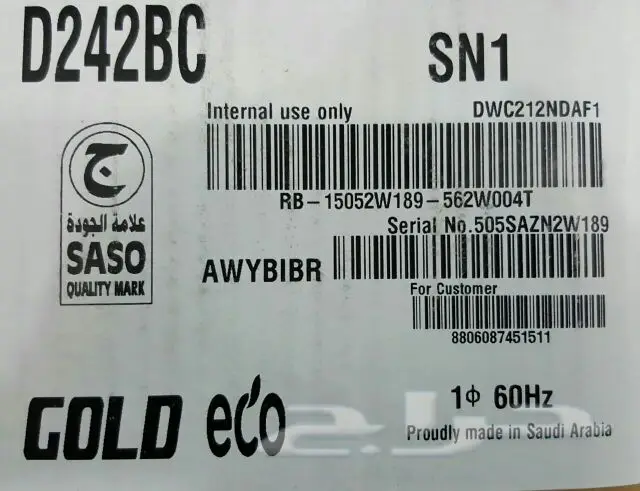 D242BC
SN1
Internal use only
DWC212NDAF1
RB-15052W189-562W004T
Serial No.505SAZN2W189
AWYBIBR
For Customer
8806087451511
ج
علامة الجودة
SASO
QUALITY MARK
GOLD eco
1Φ 60Hz
Proudly made in Saudi Arabia
حراج